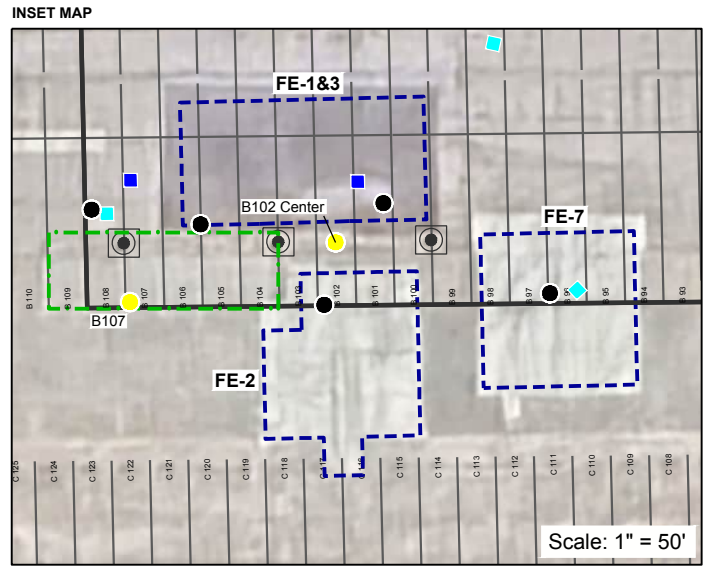 INSET MAP
FE-1&3
B102 Center
FE-7
B 110
B 109
B 108
B 107
B 106
B 105
B 104
B 103
B 102
B 101
B 100
B 99
B 98
B 97
B 96
B 95
B 94
B 93
B107
FE-2
C 125
C 124
C 123
C 122
C 121
C 120
C 119
C 118
C 117
C 116
C 115
C 114
C 113
C 112
C 111
C 110
C 109
C 108
Scale: 1" = 50'